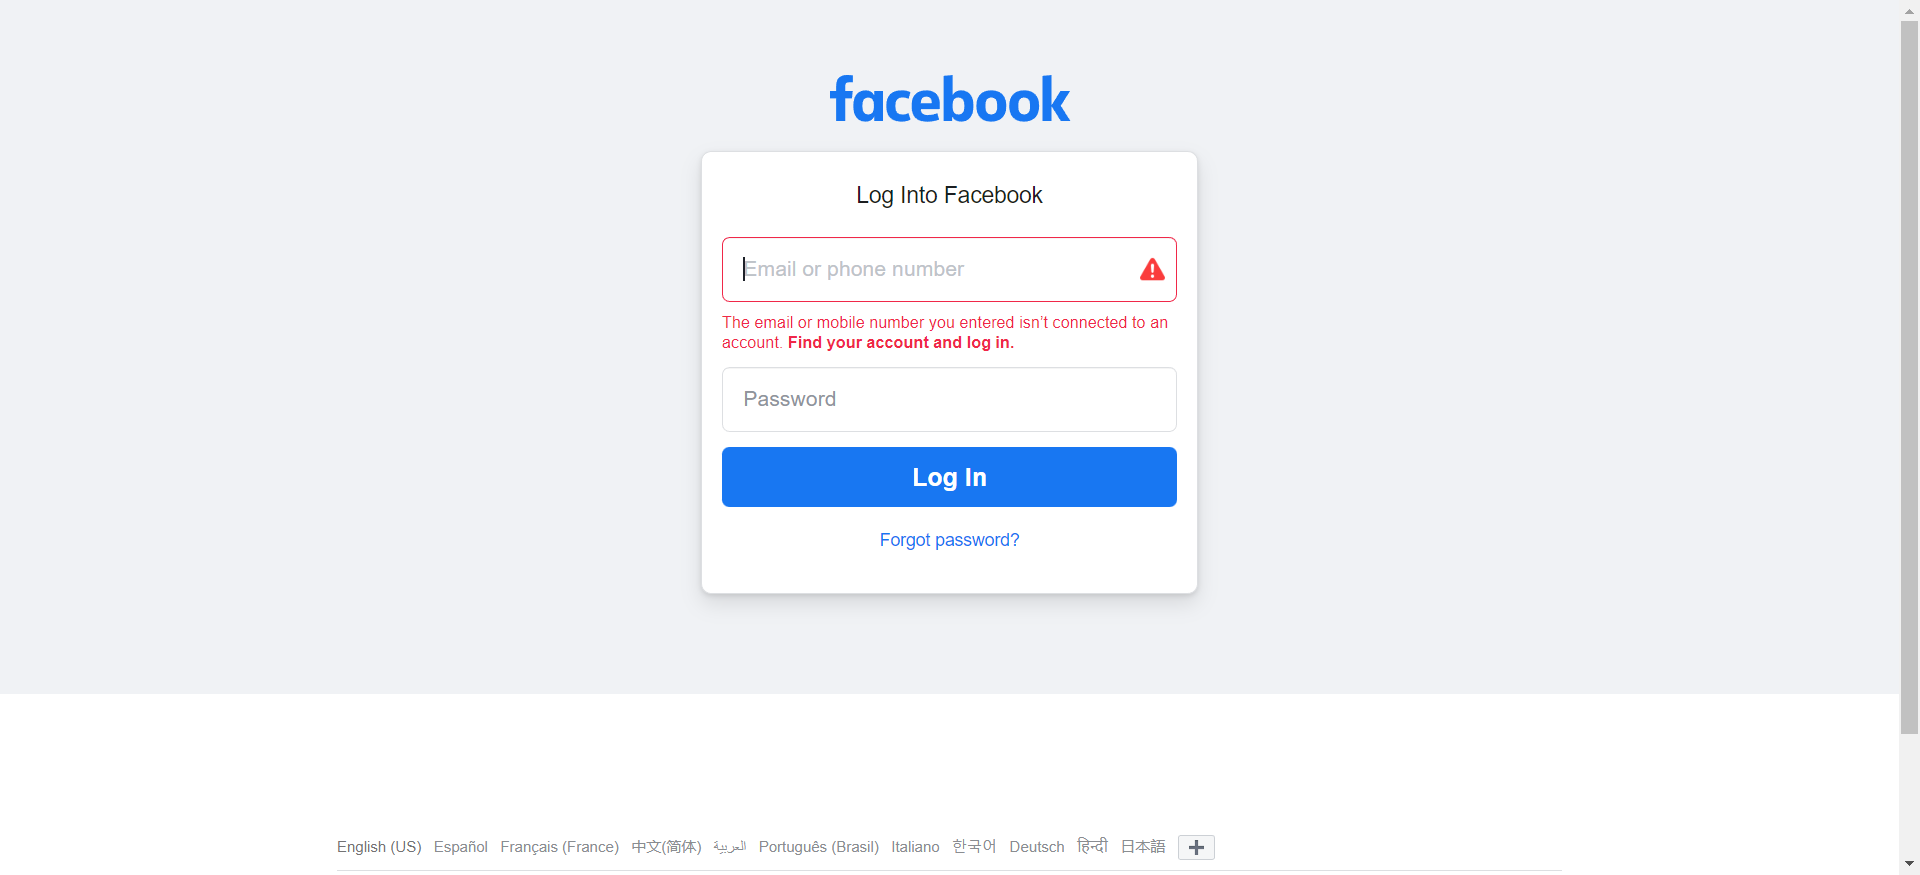 facebook
Log Into Facebook
Email or phone number
The email or mobile number you entered isn’t connected to an
account. Find your account and log in.
Password
Log In
Forgot password?
English (US) Español Français (France) 中文(简体) العربية Português (Brasil) Italiano 한국어 Deutsch हिन्दी 日本語